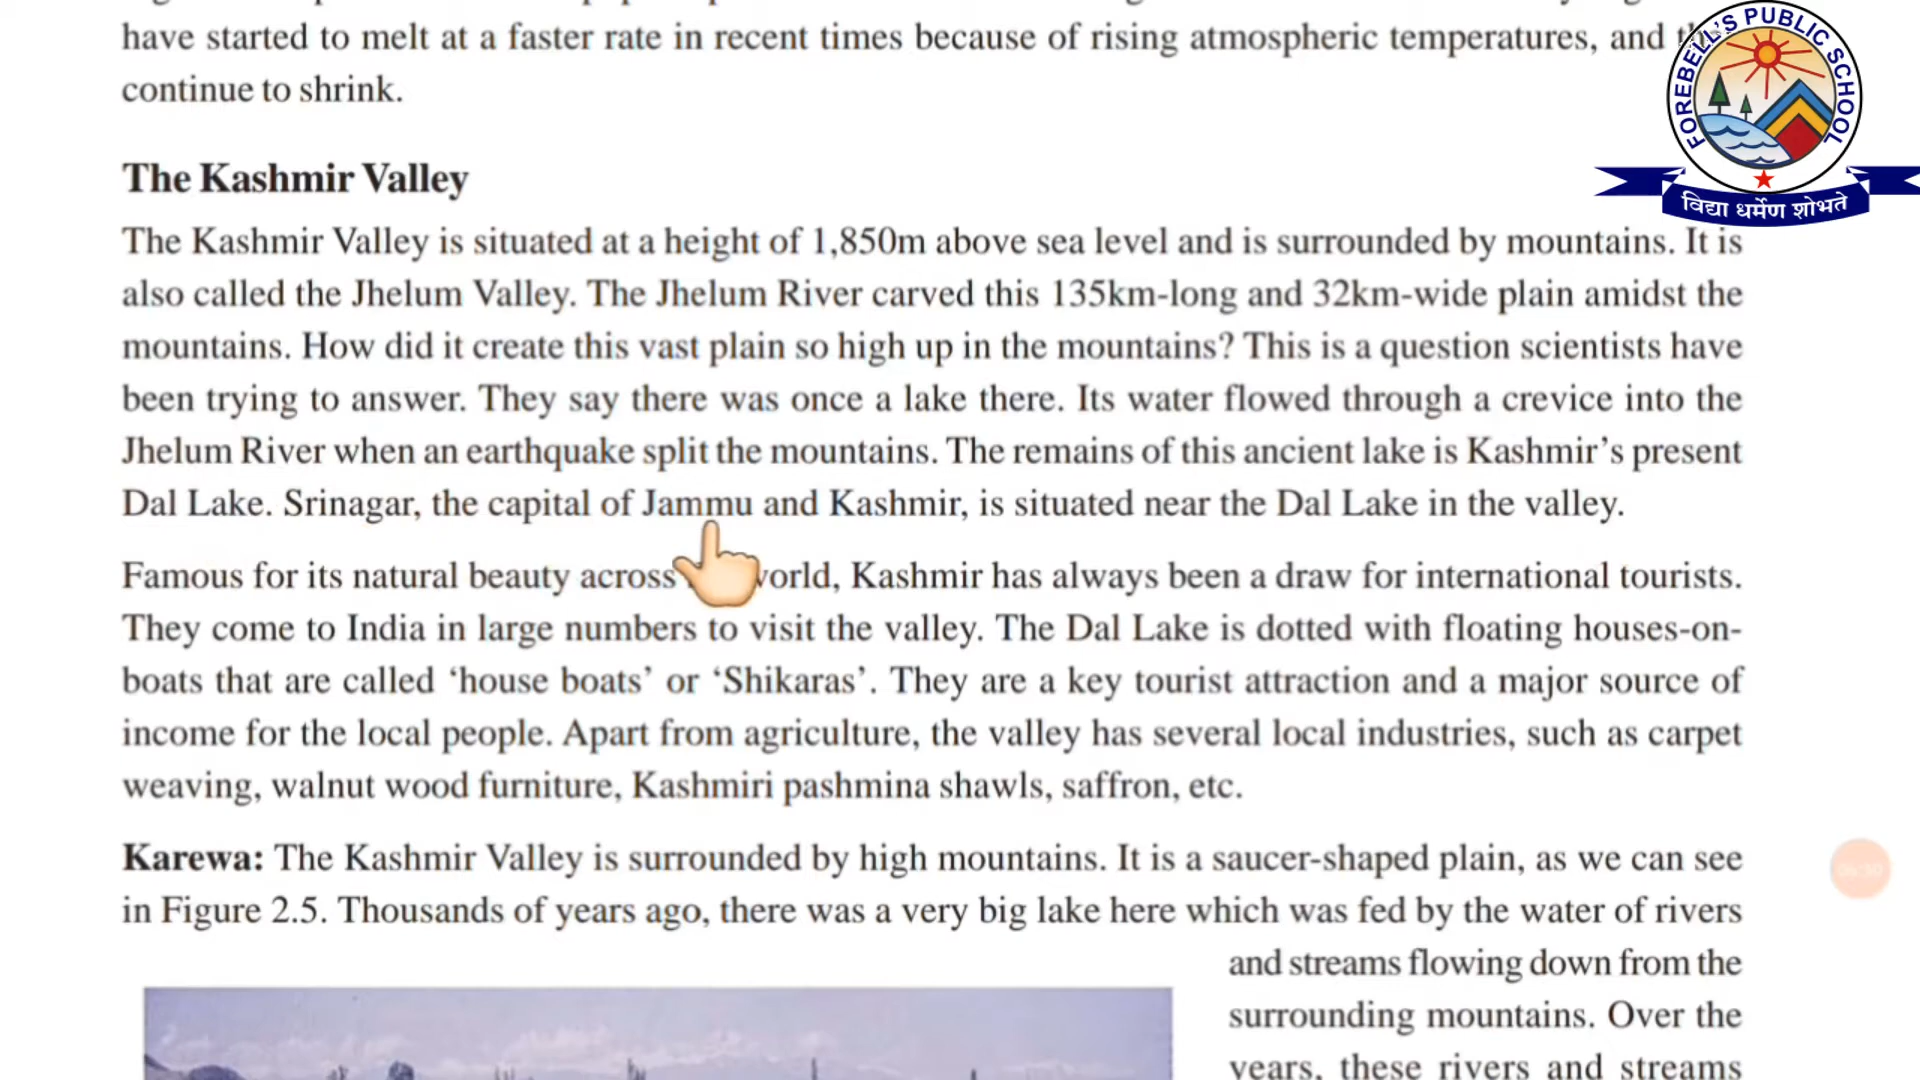 have started to melt at a faster rate in recent times because of rising atmospheric temperatures, and
continue to shrink.
FOREBELL'S PUBLIC SCHOOL
विद्या धर्मेण शोभते
The Kashmir Valley
The Kashmir Valley is situated at a height of 1,850m above sea level and is surrounded by mountains. It is
also called the Jhelum Valley. The Jhelum River carved this 135km-long and 32km-wide plain amidst the
mountains. How did it create this vast plain so high up in the mountains? This is a question scientists have
been trying to answer. They say there was once a lake there. Its water flowed through a crevice into the
Jhelum River when an earthquake split the mountains. The remains of this ancient lake is Kashmir’s present
Dal Lake. Srinagar, the capital of Jammu and Kashmir, is situated near the Dal Lake in the valley.
Famous for its natural beauty across world, Kashmir has always been a draw for international tourists.
They come to India in large numbers to visit the valley. The Dal Lake is dotted with floating houses-on-
boats that are called ‘house boats’ or ‘Shikaras’. They are a key tourist attraction and a major source of
income for the local people. Apart from agriculture, the valley has several local industries, such as carpet
weaving, walnut wood furniture, Kashmiri pashmina shawls, saffron, etc.
Karewa: The Kashmir Valley is surrounded by high mountains. It is a saucer-shaped plain, as we can see
in Figure 2.5. Thousands of years ago, there was a very big lake here which was fed by the water of rivers
and streams flowing down from the
surrounding mountains. Over the
years, these rivers and streams